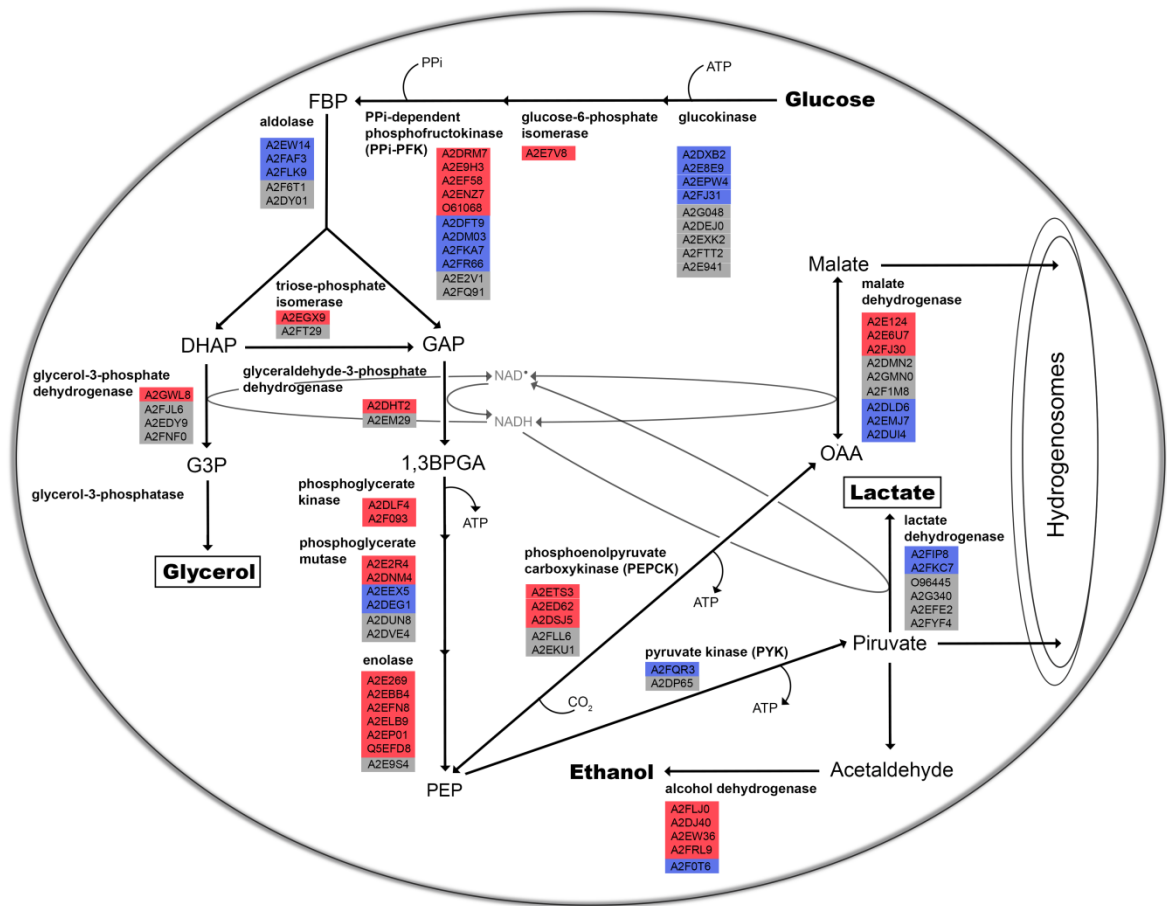 PPi
ATP
FBP
Glucose
aldolase
A2EW14
A2FAF3
A2FLK9
A2F6T1
A2DY01
PPi-dependent
phosphofructokinase
(PPi-PFK)
A2DRM7
A2E9H3
A2EF58
A2ENZ7
O61068
A2DFT9
A2DM03
A2FKA7
A2FR66
A2E2V1
A2FQ91
glucose-6-phosphate
isomerase
A2E7V8
glucokinase
A2DXB2
A2E8E9
A2EPW4
A2FJ31
A2G048
A2DEJ0
A2EXK2
A2FTT2
A2E941
triose-phosphate
isomerase
A2EGX9
A2FT29
DHAP
GAP
Malate
malate
dehydrogenase
A2E124
A2E6U7
A2FJ30
A2DMN2
A2GMN0
A2F1M8
A2DLD6
A2EMJ7
A2DUI4
Hydrogenosomes
glycerol-3-phosphate
dehydrogenase
A2GWL8
A2FJL6
A2EDY9
A2FNF0
glyceraldehyde-3-phosphate
dehydrogenase
A2DHT2
A2EM29
NAD⁺
NADH
G3P
1,3BPGA
OAA
glycerol-3-phosphatase
Glycerol
phosphoglycerate
kinase
A2DLF4
A2F093
ATP
phosphoglycerate
mutase
A2E2R4
A2DNM4
A2EEX5
A2DEG1
A2DUN8
A2DVE4
Lactate
lactate
dehydrogenase
A2FIP8
A2FKC7
O96445
A2G340
A2EFE2
A2FYF4
phosphoenolpyruvate
carboxykinase (PEPCK)
A2ETS3
A2ED62
A2DSJ5
A2FLL6
A2EKU1
ATP
enolase
A2E269
A2EBB4
A2EFN8
A2ELB9
A2EP01
Q5EFD8
A2E9S4
pyruvate kinase (PYK)
A2FQR3
A2DP65
ATP
CO₂
Piruvate
PEP
Ethanol
Acetaldehyde
alcohol dehydrogenase
A2FLJ0
A2DJ40
A2EW36
A2FRL9
A2F0T6